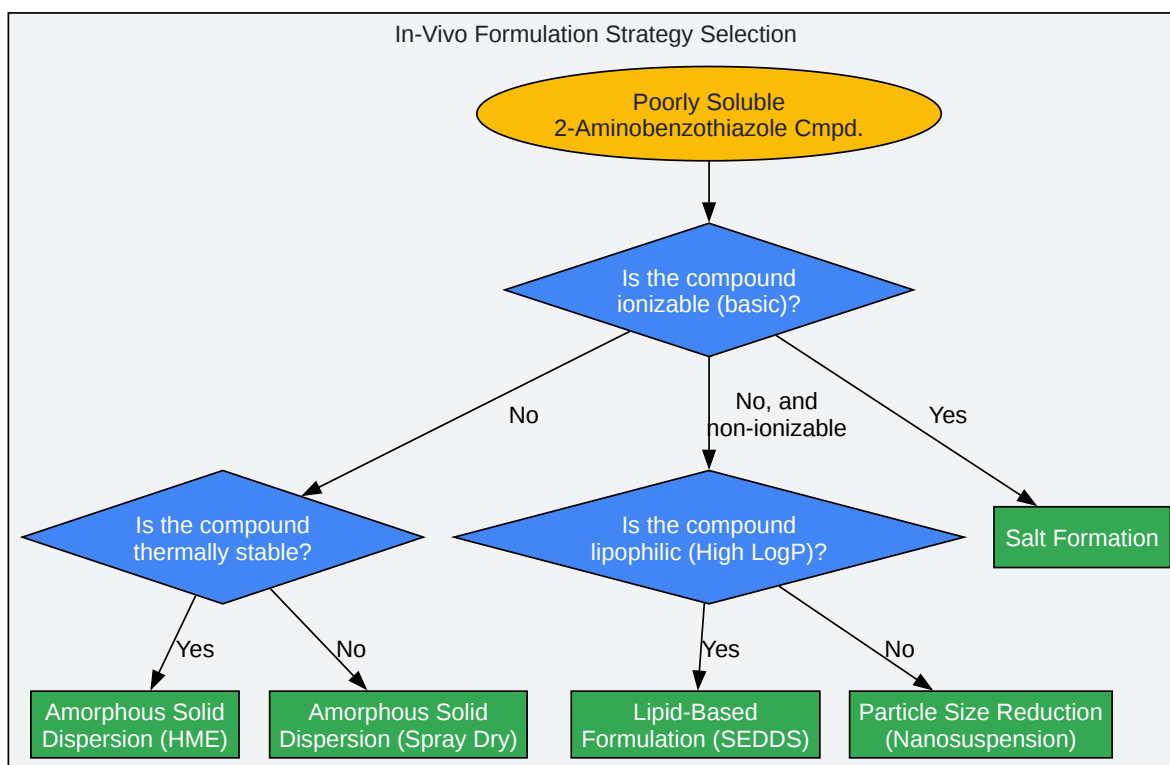 In-Vivo Formulation Strategy Selection
Poorly Soluble
2-Aminobenzothiazole Cmpd.
Is the compound
ionizable (basic)?
No
No, and
non-ionizable
Yes
Is the compound
thermally stable?
Is the compound
lipophilic (High LogP)?
Salt Formation
Yes
No
Yes
No
Amorphous Solid
Dispersion (HME)
Amorphous Solid
Dispersion (Spray Dry)
Lipid-Based
Formulation (SEDDS)
Particle Size Reduction
(Nanosuspension)